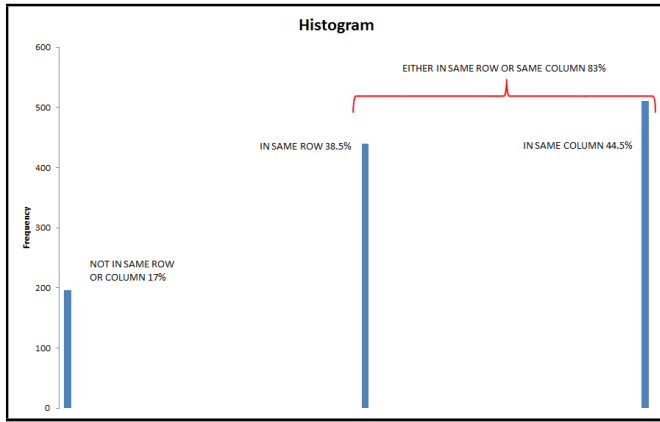 Histogram
600
EITHER IN SAME ROW OR SAME COLUMN 83%
500
IN SAME ROW 38.5%
IN SAME COLUMN 44.5%
400
Frequency
300
NOT IN SAME ROW
OR COLUMN 17%
200
100
0